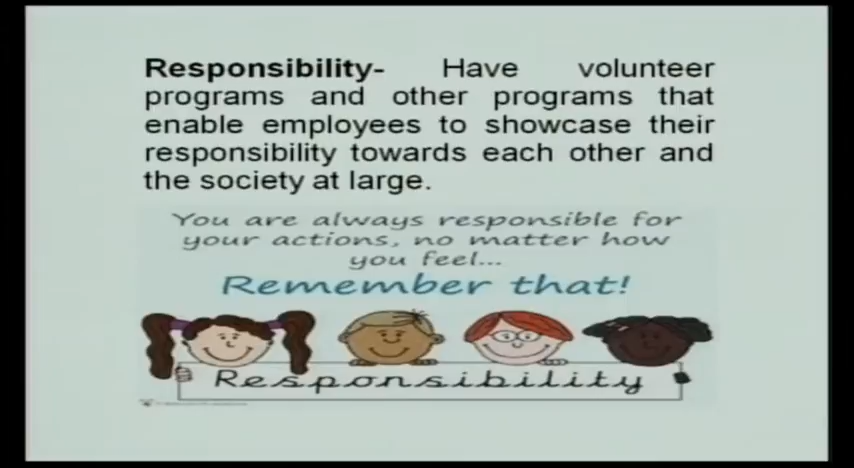 Responsibility- Have volunteer
programs and other programs that
enable employees to showcase their
responsibility towards each other and
the society at large.
You are always responsible for
your actions, no matter how
you feel...
Remember that!
Responsibility